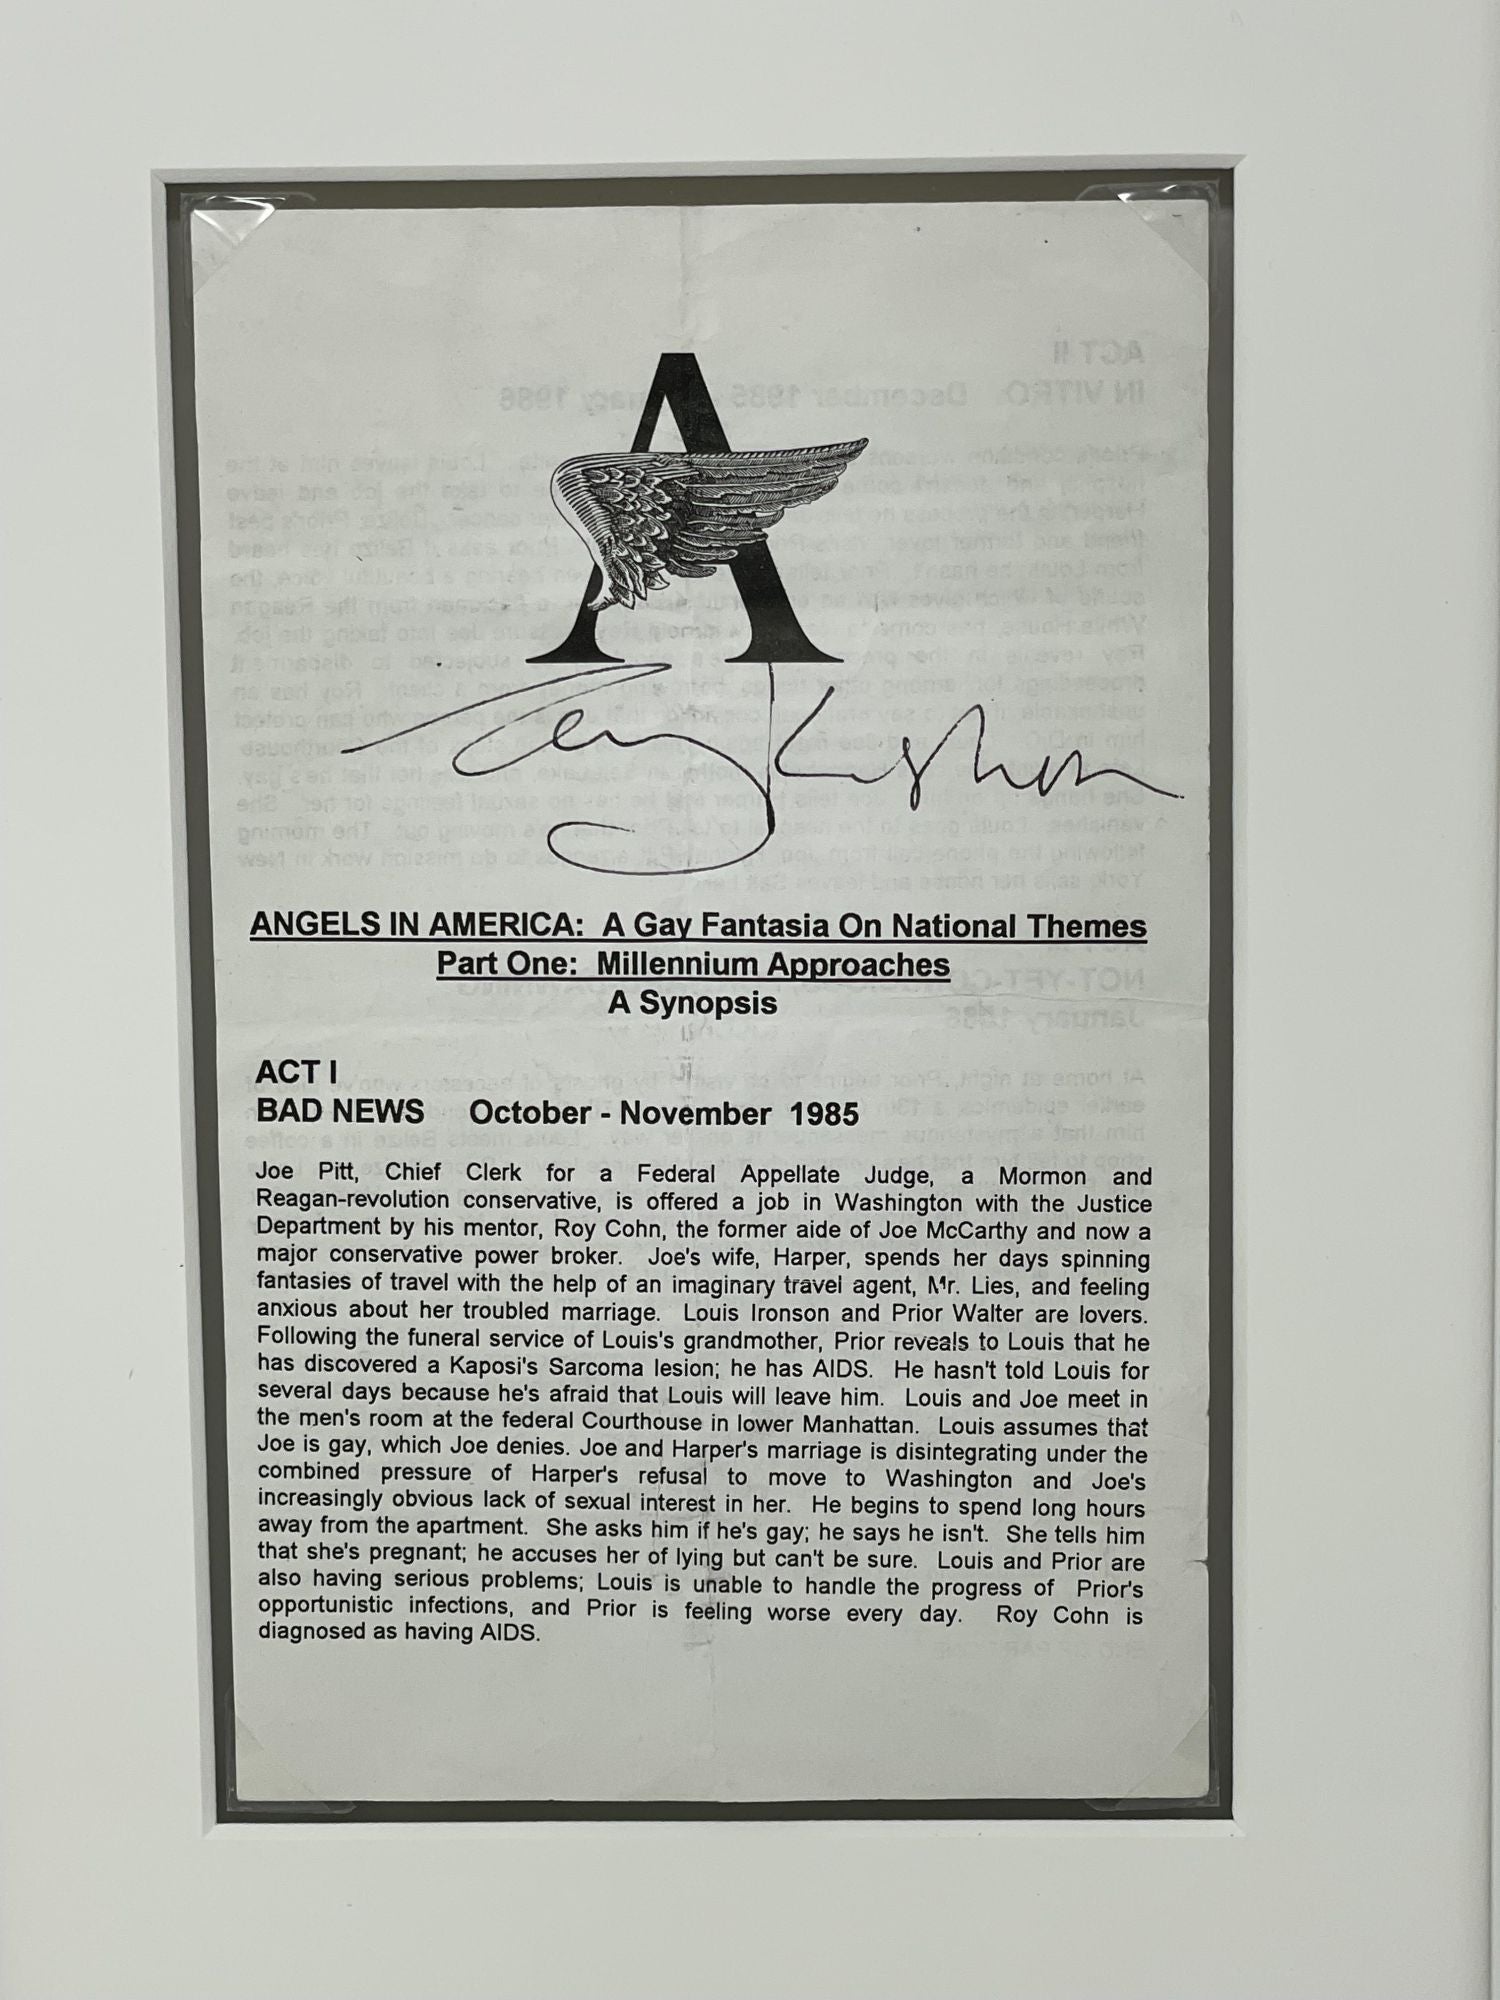 A
Tony Kushner
ANGELS IN AMERICA: A Gay Fantasia On National Themes
Part One: Millennium Approaches
A Synopsis
ACT I
BAD NEWS October - November 1985
Joe Pitt, Chief Clerk for a Federal Appellate Judge, a Mormon and
Reagan-revolution conservative, is offered a job in Washington with the Justice
Department by his mentor, Roy Cohn, the former aide of Joe McCarthy and now a
major conservative power broker. Joe's wife, Harper, spends her days spinning
fantasies of travel with the help of an imaginary travel agent, Mr. Lies, and feeling
anxious about her troubled marriage. Louis Ironson and Prior Walter are lovers.
Following the funeral service of Louis's grandmother, Prior reveals to Louis that he
has discovered a Kaposi's Sarcoma lesion; he has AIDS. He hasn't told Louis for
several days because he's afraid that Louis will leave him. Louis and Joe meet in
the men's room at the federal Courthouse in lower Manhattan. Louis assumes that
Joe is gay, which Joe denies. Joe and Harper's marriage is disintegrating under the
combined pressure of Harper's refusal to move to Washington and Joe's
increasingly obvious lack of sexual interest in her. He begins to spend long hours
away from the apartment. She asks him if he's gay; he says he isn't. She tells him
that she's pregnant; he accuses her of lying but can't be sure. Louis and Prior are
also having serious problems; Louis is unable to handle the progress of Prior's
opportunistic infections, and Prior is feeling worse every day. Roy Cohn is
diagnosed as having AIDS.